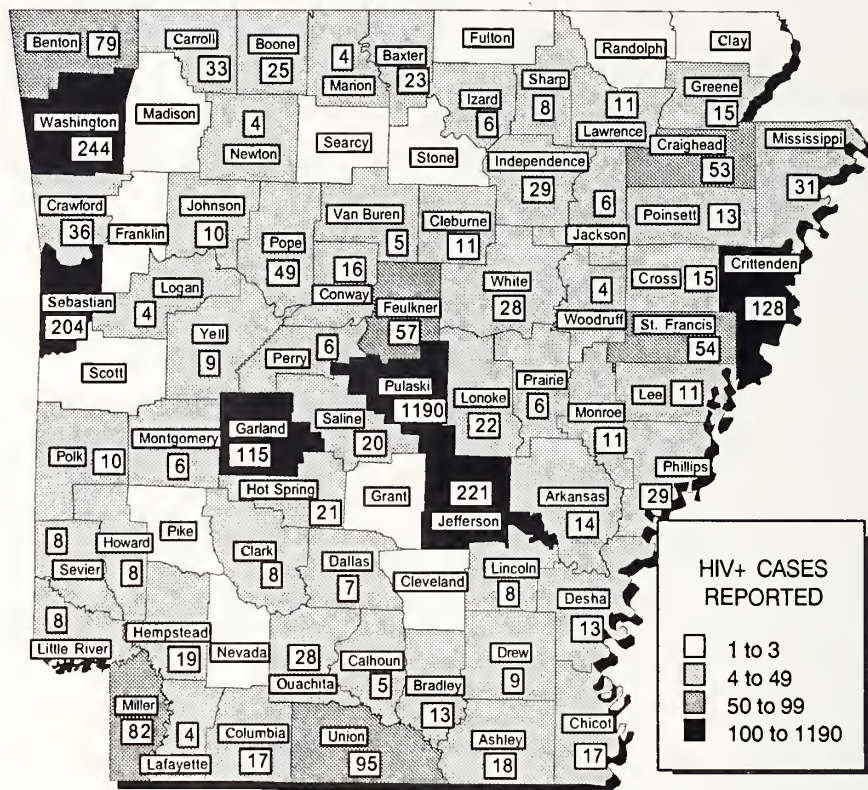 Benton 79
Carroll
33
Boone
25
4
Marion
Baxter
23
Fulton
Randolph
Clay
Sharp
8
Izard
6
11
Lawrence
Greene
15
Washington
244
Madison
4
Newton
Searcy
Stone
Independence
29
Craighead
53
Mississippi
31
Crawford
36
Franklin
Johnson
10
Pope
49
Van Buren
5
Cleburne
11
6
Jackson
Poinsett 13
Sebastian
204
Logan
4
16
Conway
Feulkner
57
White
28
4
Woodruff
Cross 15
Crittenden
128
St. Francis
54
Yell
9
Perry 6
Scott
Pulaski
1190
Lonoke
22
Prairie
6
Monroe
11
Lee 11
Phillips
29
Polk 10
Montgomery
6
Garland
115
Saline
20
Hot Spring
21
Grant
221
Jefferson
Arkansas
14
8
Sevier
Howard
8
Pike
Clark
8
Dallas
7
Cleveland
Lincoln
8
Desha
13
8
Little River
Hempstead
19
Nevada
28
Ouachita
Calhoun
5
Bradley
13
Drew
9
Miller
82
4
Lafayette
Columbia
17
Union
95
Ashley
18
Chicot
17
HIV+ CASES
REPORTED
1 to 3
4 to 49
50 to 99
100 to 1190